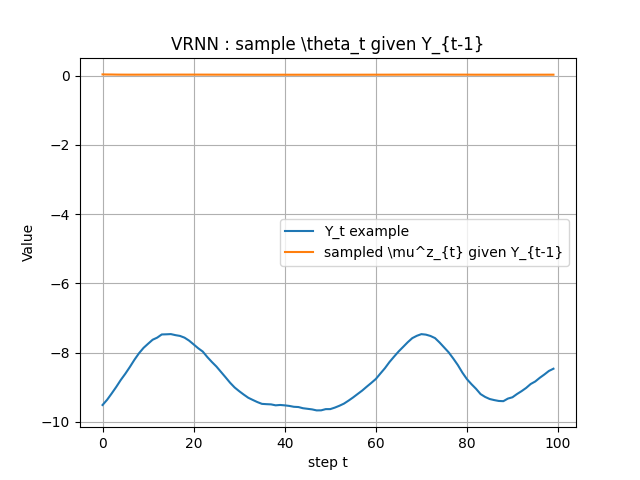 VRNN : sample \theta_t given Y_{t-1}
Value
0
−2
−4
−6
−8
−10
Y_t example
sampled \mu^z_{t} given Y_{t-1}
0
20
40
60
80
100
step t